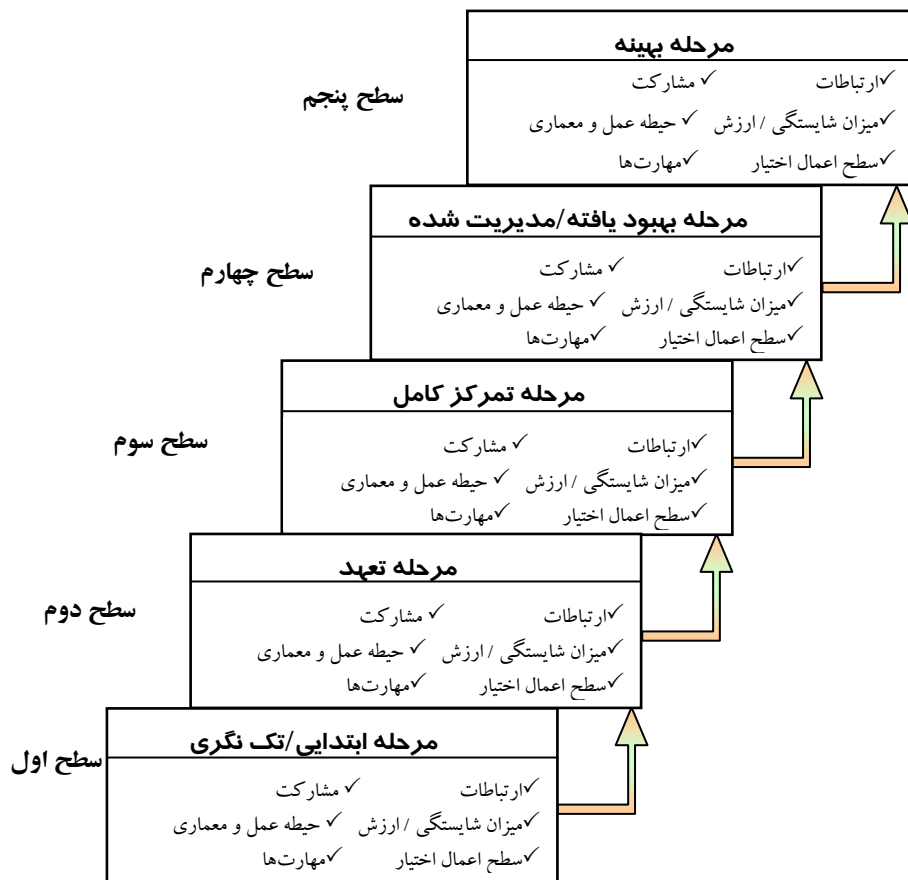 مرحله بهینه
سطح پنجم
✓ارتباطات ✓ مشارکت
✓میزان شایستگی / ارزش ✓ حیطه عمل و معماری
✓سطح اعمال اختیار ✓مهارت‌ها
مرحله بهبود یافته/مدیریت شده
سطح چهارم
✓ارتباطات ✓ مشارکت
✓میزان شایستگی / ارزش ✓ حیطه عمل و معماری
✓سطح اعمال اختیار ✓مهارت‌ها
مرحله تمرکز کامل
سطح سوم
✓ارتباطات ✓ مشارکت
✓میزان شایستگی / ارزش ✓ حیطه عمل و معماری
✓سطح اعمال اختیار ✓مهارت‌ها
مرحله تعهد
سطح دوم
✓ارتباطات ✓ مشارکت
✓میزان شایستگی / ارزش ✓ حیطه عمل و معماری
✓سطح اعمال اختیار ✓مهارت‌ها
مرحله ابتدایی/تک نگری
سطح اول
✓ارتباطات ✓ مشارکت
✓میزان شایستگی / ارزش ✓ حیطه عمل و معماری
✓سطح اعمال اختیار ✓مهارت‌ها